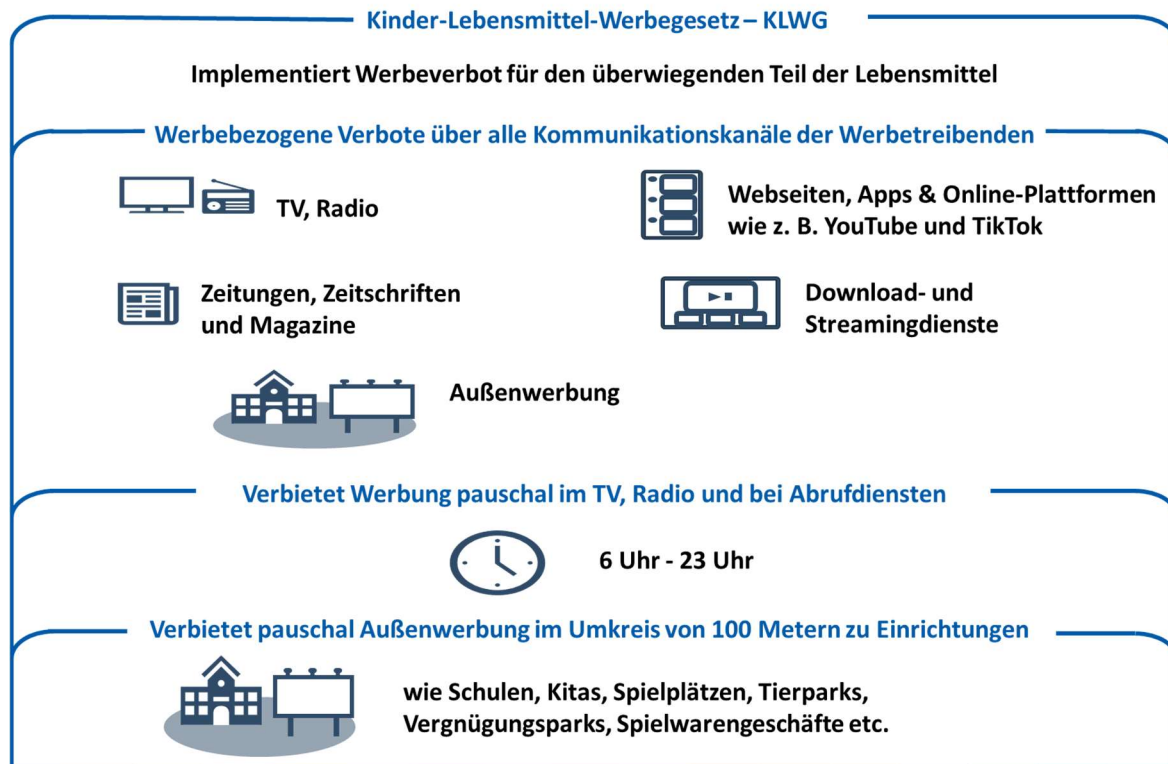 Kinder-Lebensmittel-Werbegesetz – KLWG
Implementiert Werbeverbot für den überwiegenden Teil der Lebensmittel
Werbebezogene Verbote über alle Kommunikationskanäle der Werbetreibenden
TV, Radio
Webseiten, Apps & Online-Plattformen
wie z. B. YouTube und TikTok
Zeitungen, Zeitschriften
und Magazine
Download- und
Streamingdienste
Außenwerbung
Verbietet Werbung pauschal im TV, Radio und bei Abrufdiensten
6 Uhr - 23 Uhr
Verbietet pauschal Außenwerbung im Umkreis von 100 Metern zu Einrichtungen
wie Schulen, Kitas, Spielplätzen, Tierparks,
Vergnügungsparks, Spielwarengeschäfte etc.